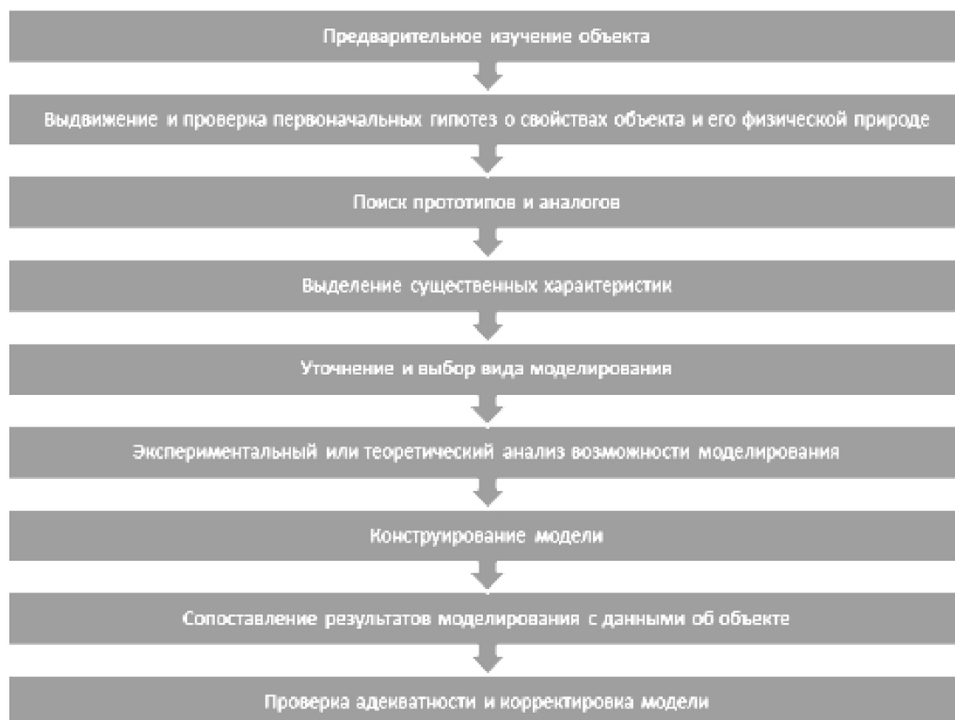 Предварительное изучение объекта
Выдвижение и проверка первоначальных гипотез о свойствах объекта и его физической природе
Поиск прототипов и аналогов
Выделение существенных характеристик
Уточнение и выбор вида моделирования
Экспериментальный или теоретический анализ возможности моделирования
Конструирование модели
Сопоставление результатов моделирования с данными об объекте
Проверка адекватности и корректировка модели